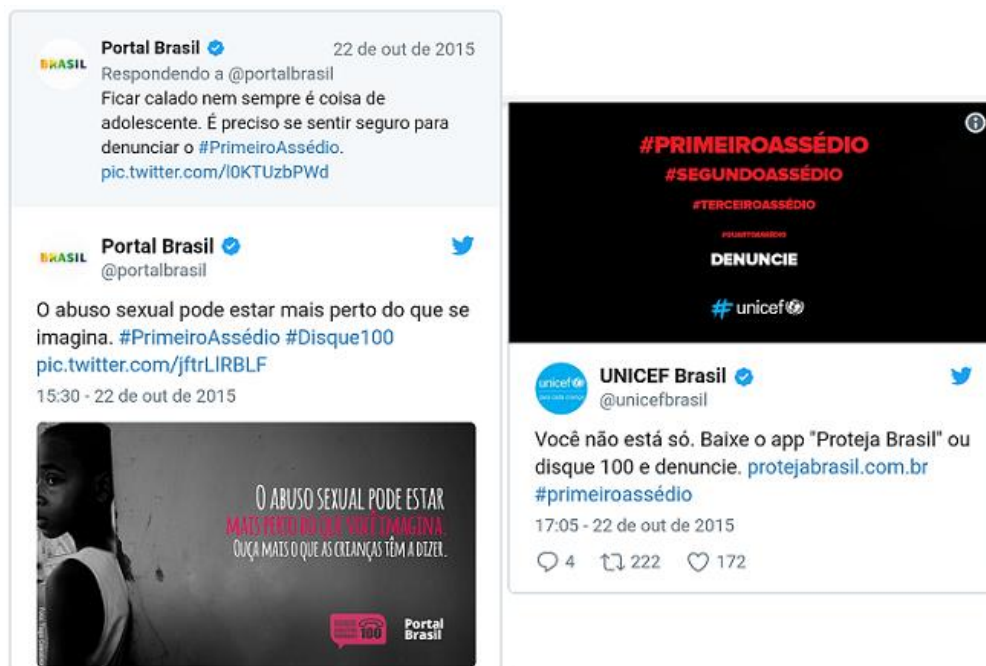 BRASIL
Portal Brasil
22 de out de 2015
Respondendo a @portalbrasil
Ficar calado nem sempre é coisa de
adolescente. É preciso se sentir seguro para
denunciar o #PrimeiroAssédio.
pic.twitter.com/l0KTUzbPWd
BRASIL
Portal Brasil
@portalbrasil
O abuso sexual pode estar mais perto do que se
imagina. #PrimeiroAssédio #Disque100
pic.twitter.com/jftrLlRBLF
15:30 - 22 de out de 2015
O ABUSO SEXUAL PODE ESTAR
MAIS PERTO DO QUE VOCÊ IMAGINA.
OUÇA MAIS O QUE AS CRIANÇAS TÊM A DIZER.
100
Portal
Brasil
#PRIMEIROASSÉDIO
#SEGUNDOASSÉDIO
#TERCEIROASSÉDIO
#QUARTOASSÉDIO
DENUNCIE
# unicef
unicef
UNICEF Brasil
@unicefbrasil
Você não está só. Baixe o app "Proteja Brasil" ou
disque 100 e denuncie. protejabrasil.com.br
#primeiroassédio
17:05 - 22 de out de 2015
4 222 172